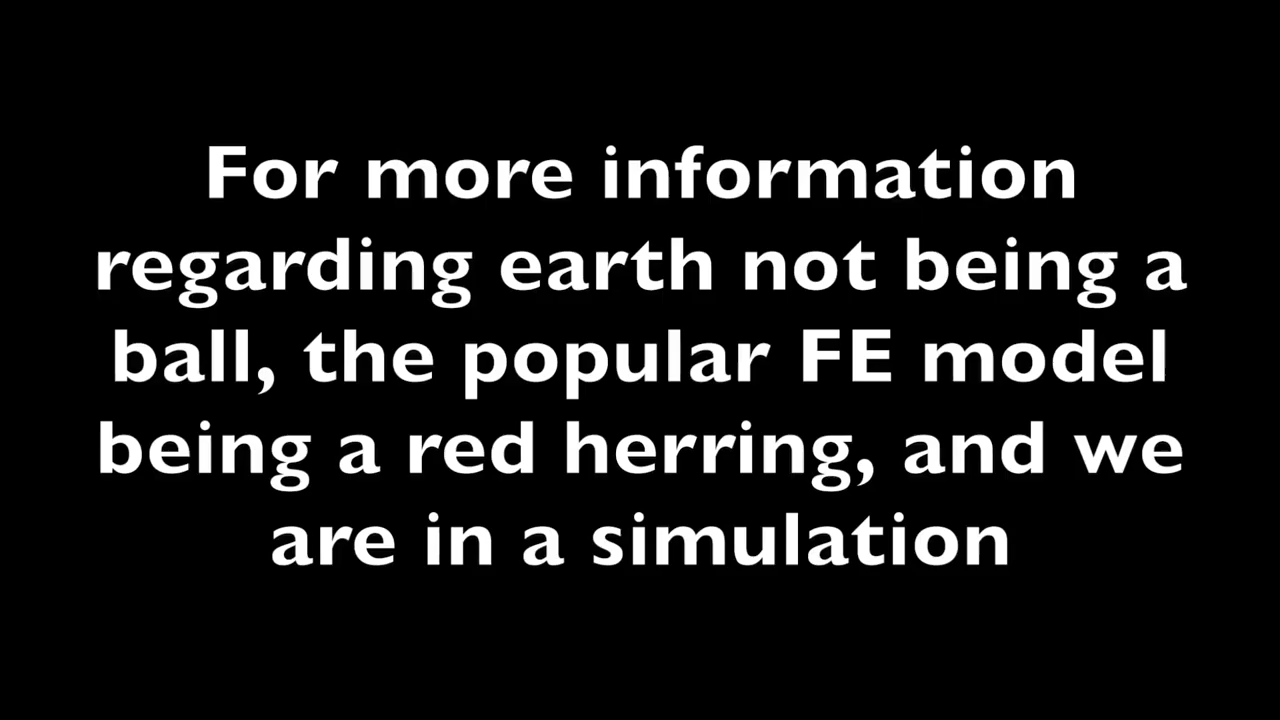 For more information
regarding earth not being a
ball, the popular FE model
being a red herring, and we
are in a simulation